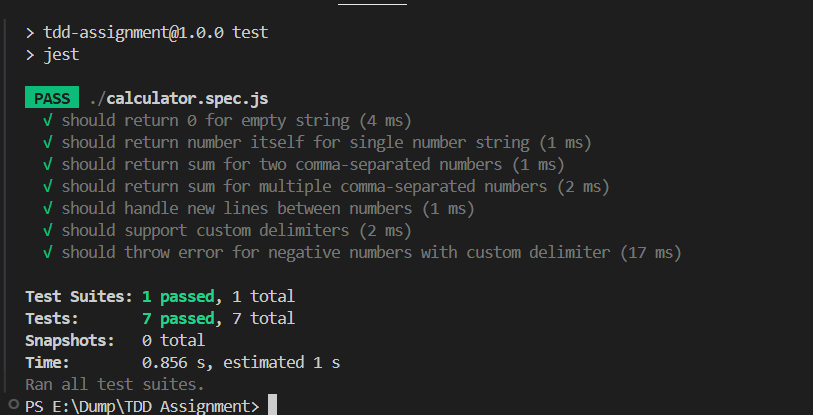 > tdd-assignment@1.0.0 test
> jest
PASS ./calculator.spec.js
√ should return 0 for empty string (4 ms)
√ should return number itself for single number string (1 ms)
√ should return sum for two comma-separated numbers (1 ms)
√ should return sum for multiple comma-separated numbers (2 ms)
√ should handle new lines between numbers (1 ms)
√ should support custom delimiters (2 ms)
√ should throw error for negative numbers with custom delimiter (17 ms)
Test Suites: 1 passed, 1 total
Tests: 7 passed, 7 total
Snapshots: 0 total
Time: 0.856 s, estimated 1 s
Ran all test suites.
PS E:\Dump\TDD Assignment>